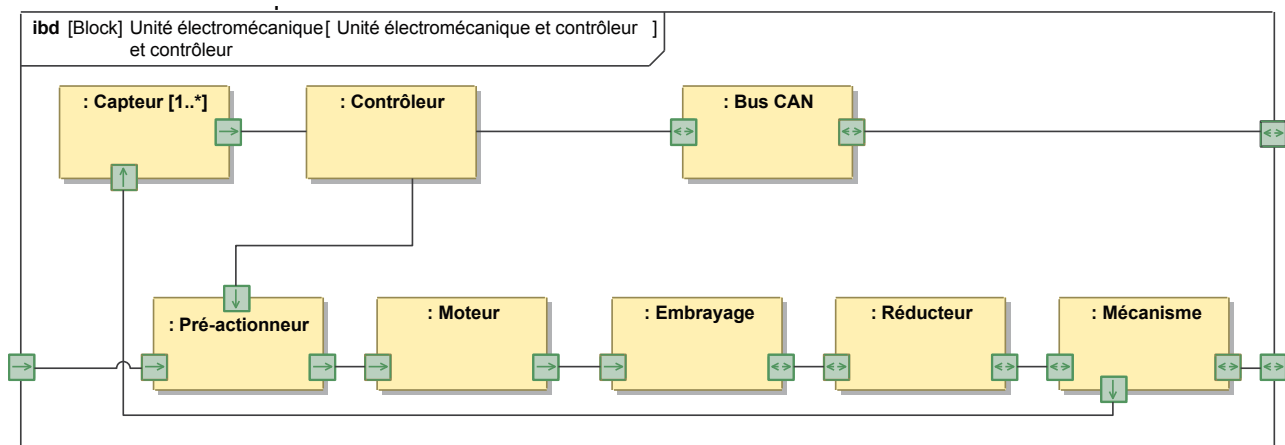 ibd [Block] Unité électromécanique[ Unité électromécanique et contrôleur ]
et contrôleur
: Capteur [1..*]
: Contrôleur
: Bus CAN
: Pré-actionneur
: Moteur
: Embrayage
: Réducteur
: Mécanisme